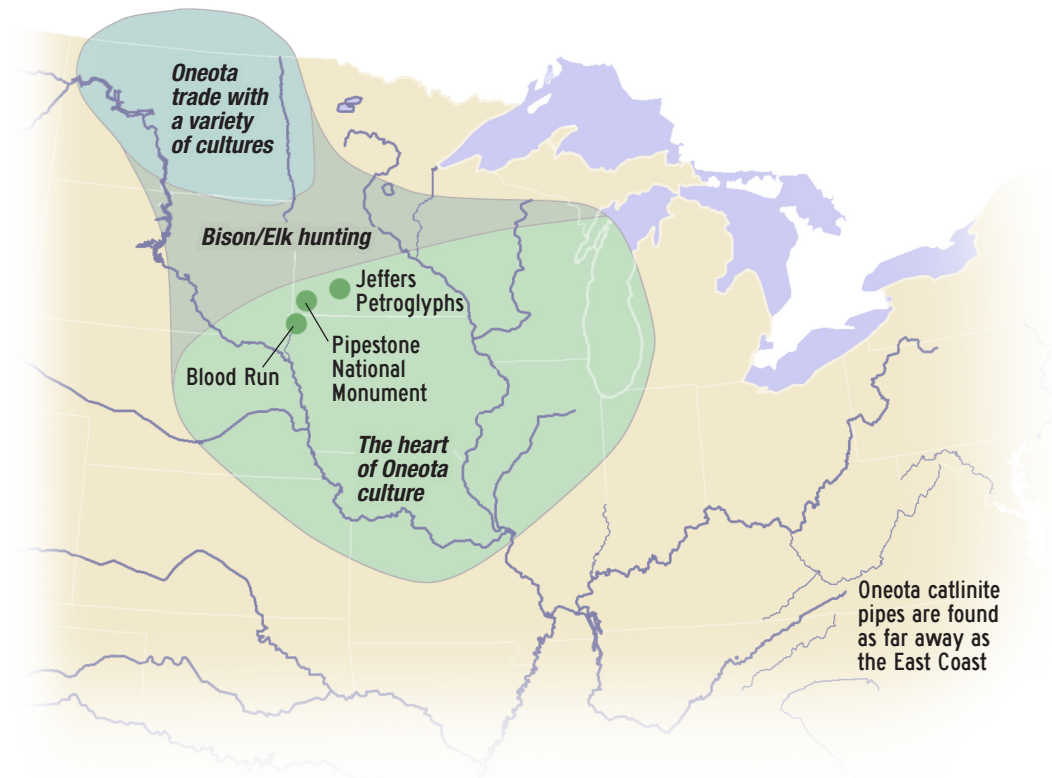 Oneota
trade with
a variety
of cultures
Bison/Elk hunting
Jeffers
Petroglyphs
Pipestone
National
Monument
Blood Run
The heart
of Oneota
culture
Oneota catlinite
pipes are found
as far away as
the East Coast